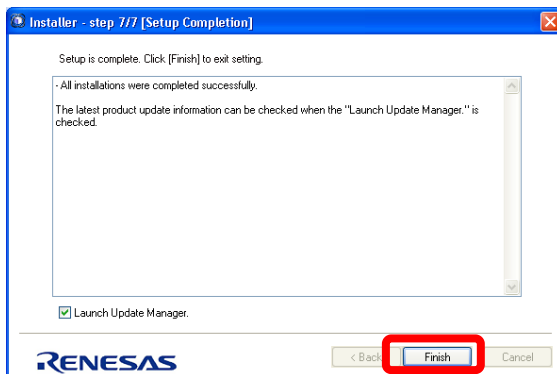 Installer - step 7/7 [Setup Completion]
Setup is complete. Click [Finish] to exit setting.
- All installations were completed successfully.
The latest product update information can be checked when the "Launch Update Manager." is
checked.
Launch Update Manager.
RENESAS
< Back
Finish
Cancel